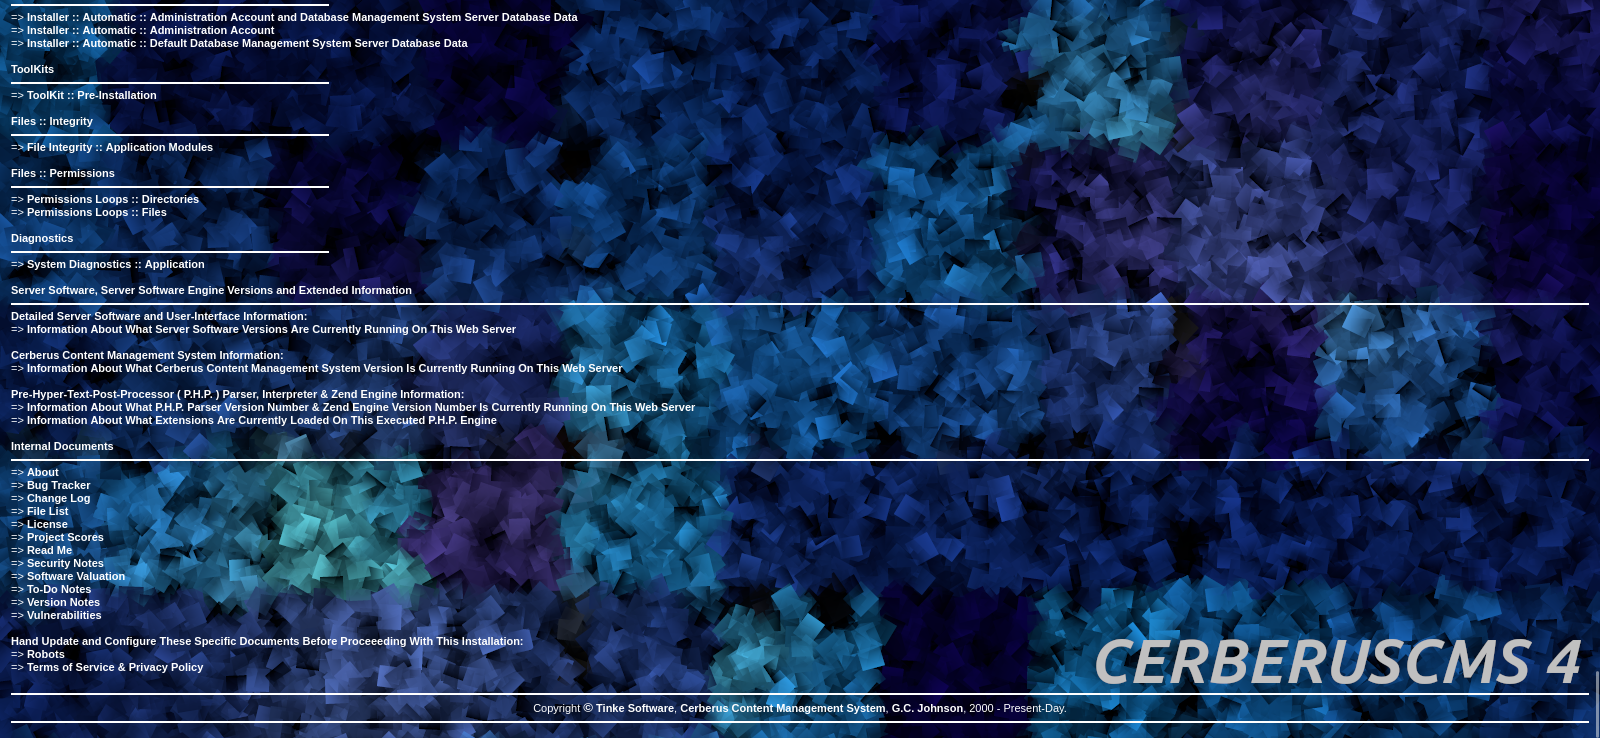 => Installer :: Automatic :: Administration Account and Database Management System Server Database Data
=> Installer :: Automatic :: Administration Account
=> Installer :: Automatic :: Default Database Management System Server Database Data
ToolKits
=> ToolKit :: Pre-Installation
Files :: Integrity
=> File Integrity :: Application Modules
Files :: Permissions
=> Permissions Loops :: Directories
=> Permissions Loops :: Files
Diagnostics
=> System Diagnostics :: Application
Server Software, Server Software Engine Versions and Extended Information
Detailed Server Software and User-Interface Information:
=> Information About What Server Software Versions Are Currently Running On This Web Server
Cerberus Content Management System Information:
=> Information About What Cerberus Content Management System Version Is Currently Running On This Web Server
Pre-Hyper-Text-Post-Processor ( P.H.P. ) Parser, Interpreter & Zend Engine Information:
=> Information About What P.H.P. Parser Version Number & Zend Engine Version Number Is Currently Running On This Web Server
=> Information About What Extensions Are Currently Loaded On This Executed P.H.P. Engine
Internal Documents
=> About
=> Bug Tracker
=> Change Log
=> File List
=> License
=> Project Scores
=> Read Me
=> Security Notes
=> Software Valuation
=> To-Do Notes
=> Version Notes
=> Vulnerabilities
Hand Update and Configure These Specific Documents Before Proceeeding With This Installation:
=> Robots
=> Terms of Service & Privacy Policy
CERBERUSCMS 4
Copyright © Tinke Software, Cerberus Content Management System, G.C. Johnson, 2000 - Present-Day.